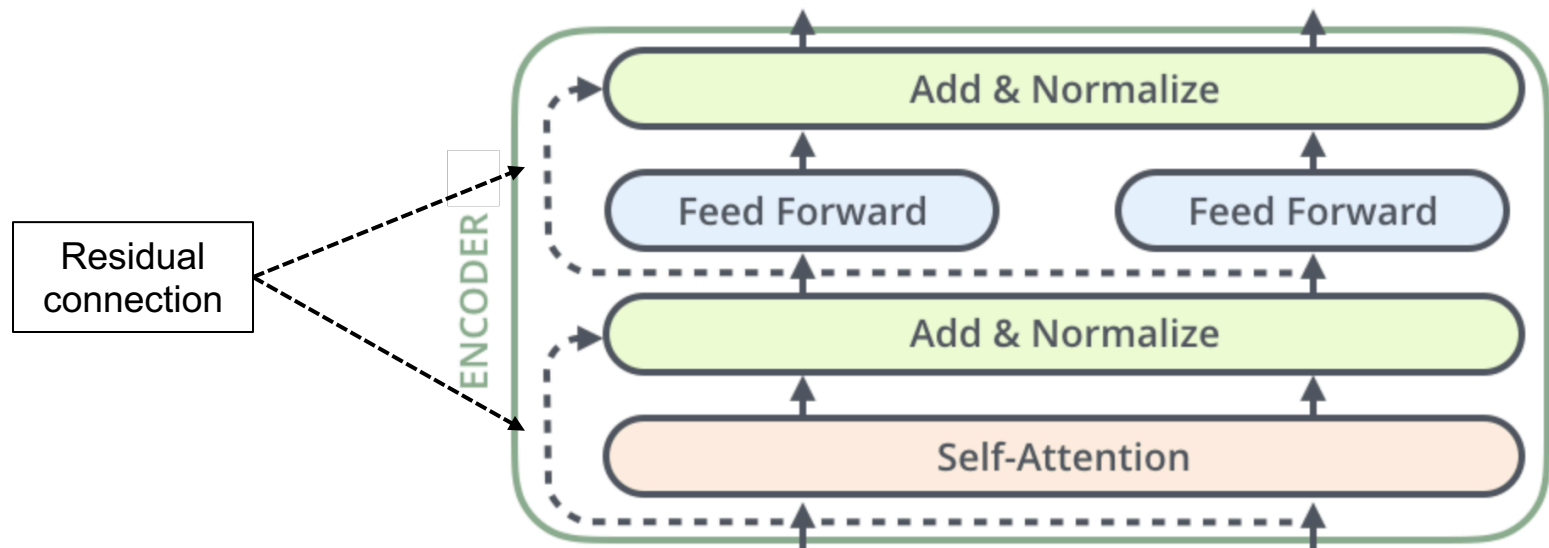 Residual
connection
ENCODER
Add & Normalize
Feed Forward
Feed Forward
Add & Normalize
Self-Attention